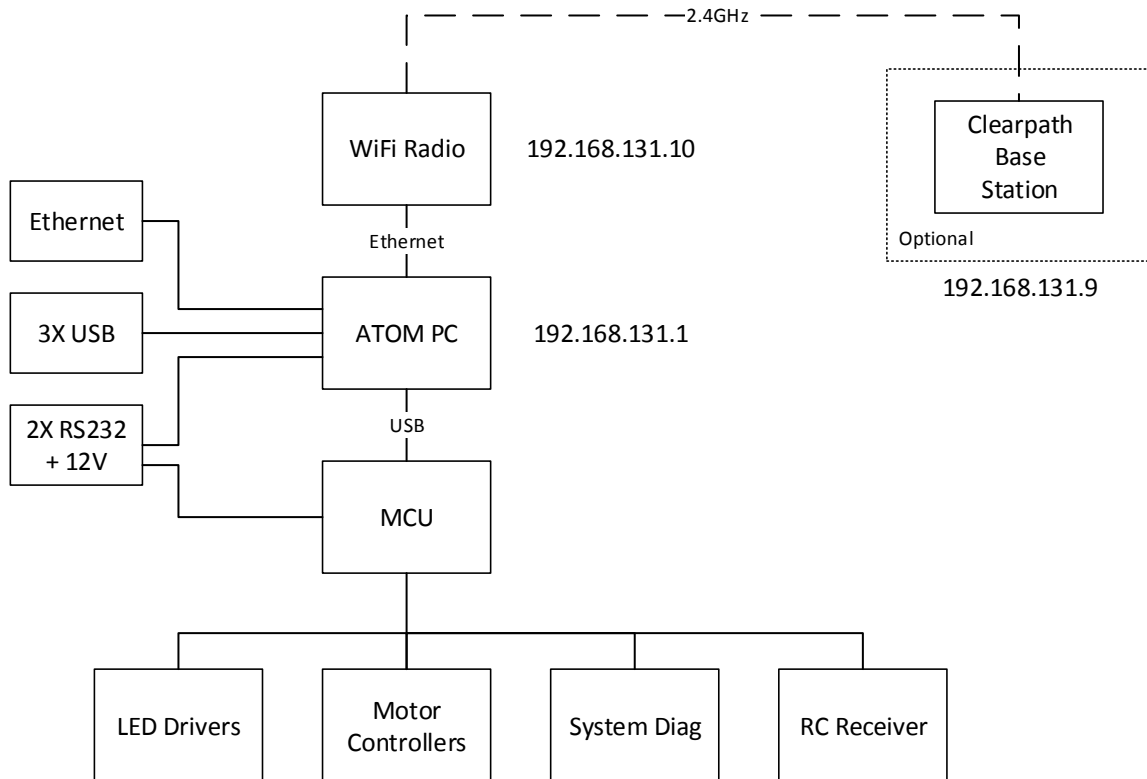 2.4GHz
WiFi Radio
192.168.131.10
Clearpath
Base
Station
Optional
192.168.131.9
Ethernet
Ethernet
3X USB
ATOM PC
192.168.131.1
2X RS232
+ 12V
USB
MCU
LED Drivers
Motor
Controllers
System Diag
RC Receiver